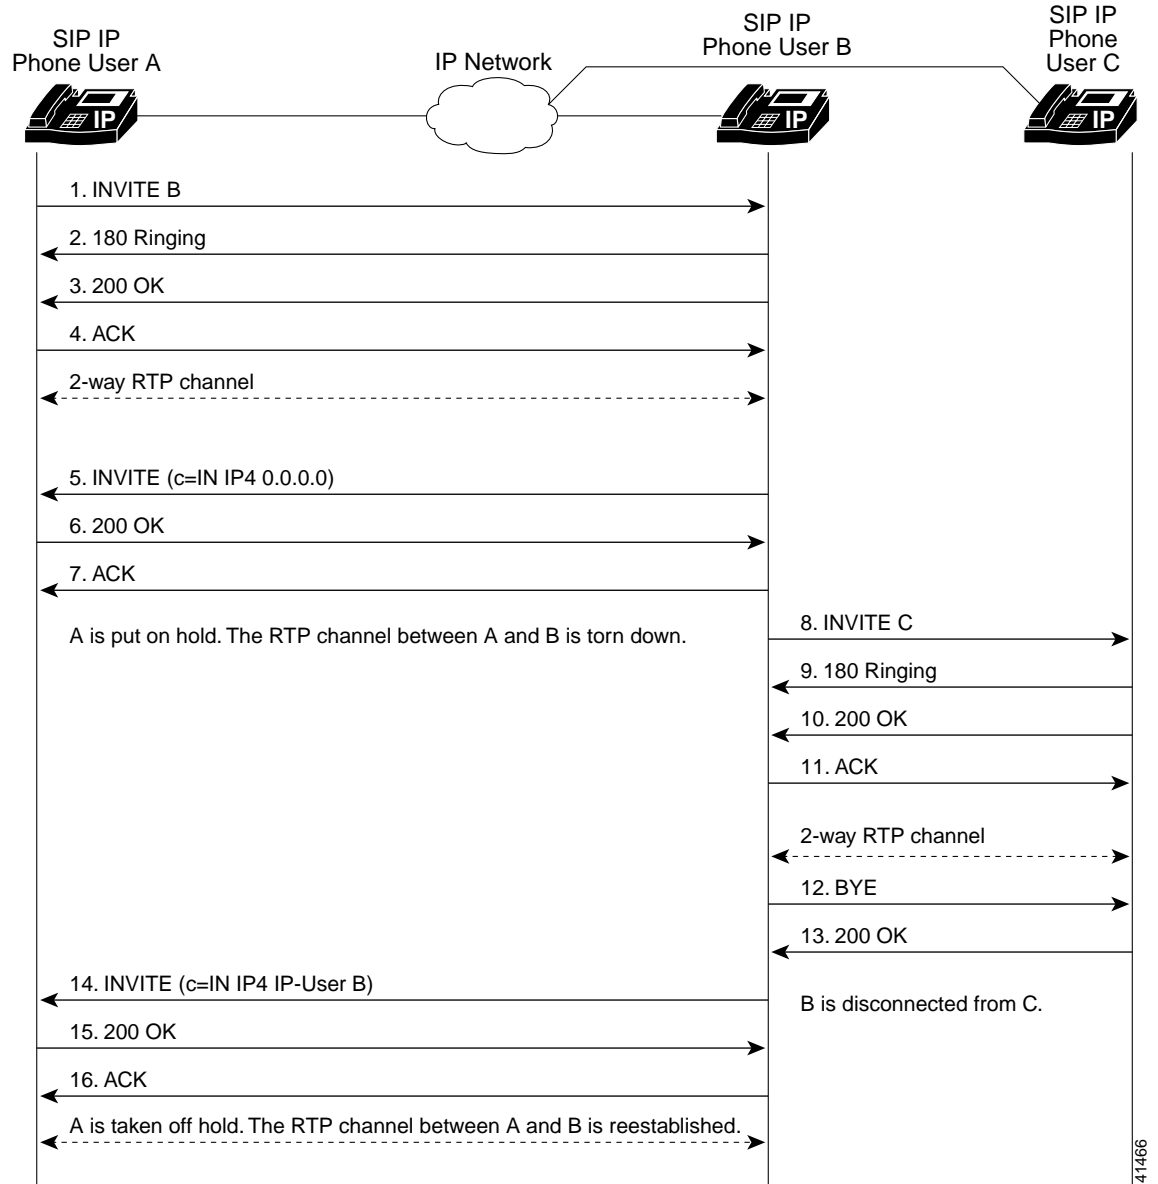 SIP IP
Phone User A
IP Network
SIP IP
Phone User B
SIP IP
Phone
User C
IP
IP
IP
1. INVITE B
2. 180 Ringing
3. 200 OK
4. ACK
2-way RTP channel
5. INVITE (c=IN IP4 0.0.0.0)
6. 200 OK
7. ACK
A is put on hold. The RTP channel between A and B is torn down.
8. INVITE C
9. 180 Ringing
10. 200 OK
11. ACK
2-way RTP channel
12. BYE
13. 200 OK
14. INVITE (c=IN IP4 IP-User B)
B is disconnected from C.
15. 200 OK
16. ACK
A is taken off hold. The RTP channel between A and B is reestablished.
41466